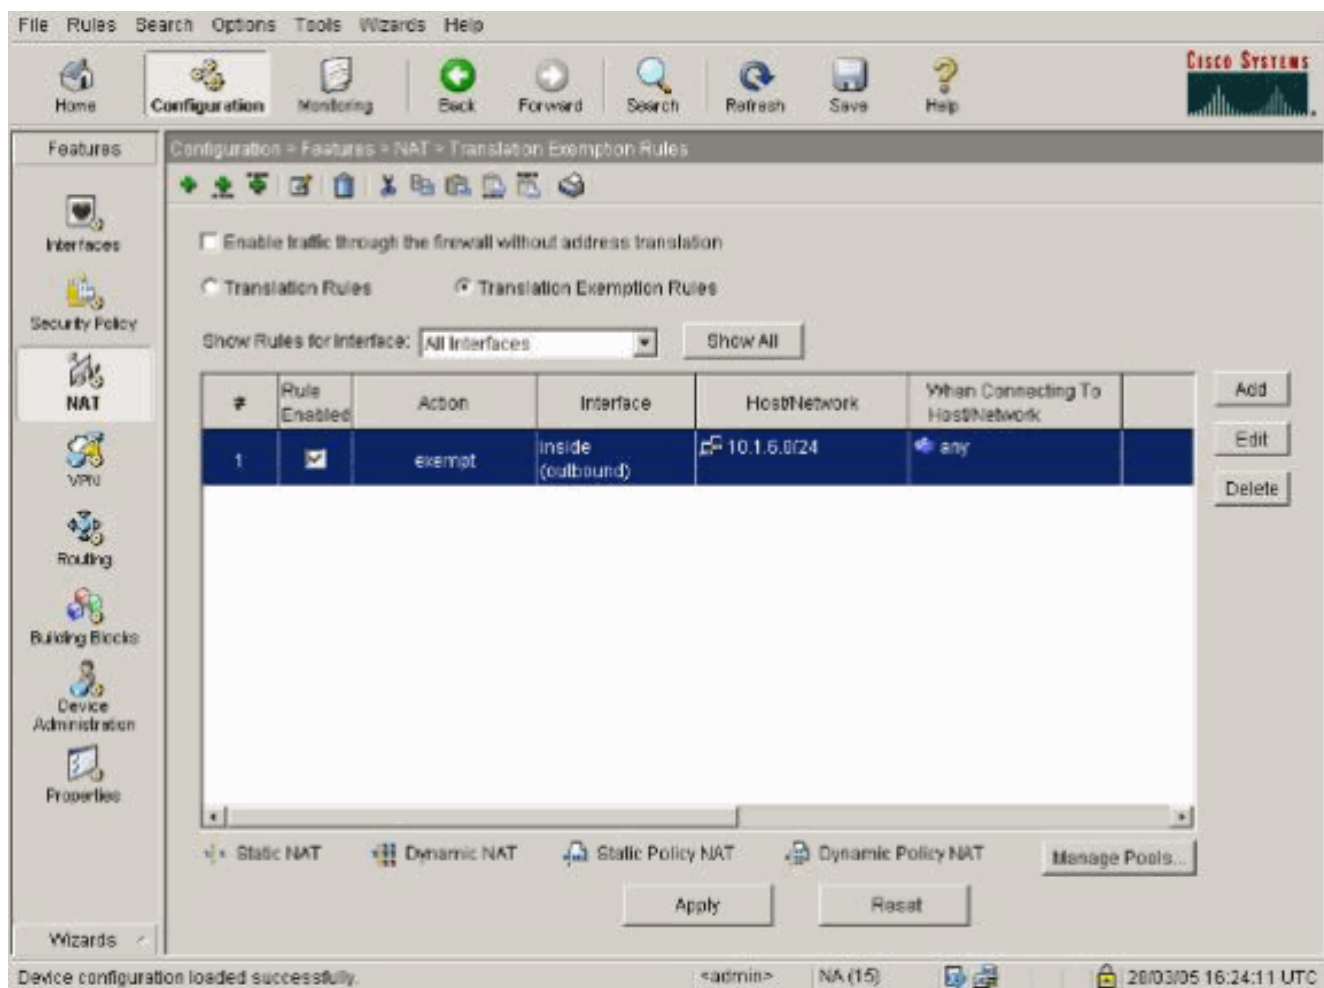 File Rules Search Options Tools Wizards Help
Home Configuration Monitoring Back Forward Search Refresh Save Help
CISCO SYSTEMS
Features
Configuration > Features > NAT > Translation Exemption Rules
Interfaces
Security Policy
NAT
VPN
Routing
Building Blocks
Device
Administration
Properties
Wizards
Enable traffic through the firewall without address translation
Translation Rules Translation Exemption Rules
Show Rules for Interface: All Interfaces Show All
# Rule Enabled Action Interface Host/Network When Connecting To Host/Network
1 exempt inside (outbound) 10.1.6.0/24 any
Add
Edit
Delete
Static NAT Dynamic NAT Static Policy NAT Dynamic Policy NAT Manage Pools...
Apply Reset
Device configuration loaded successfully. <admin> NA (15) 28/03/05 16:24:11 UTC